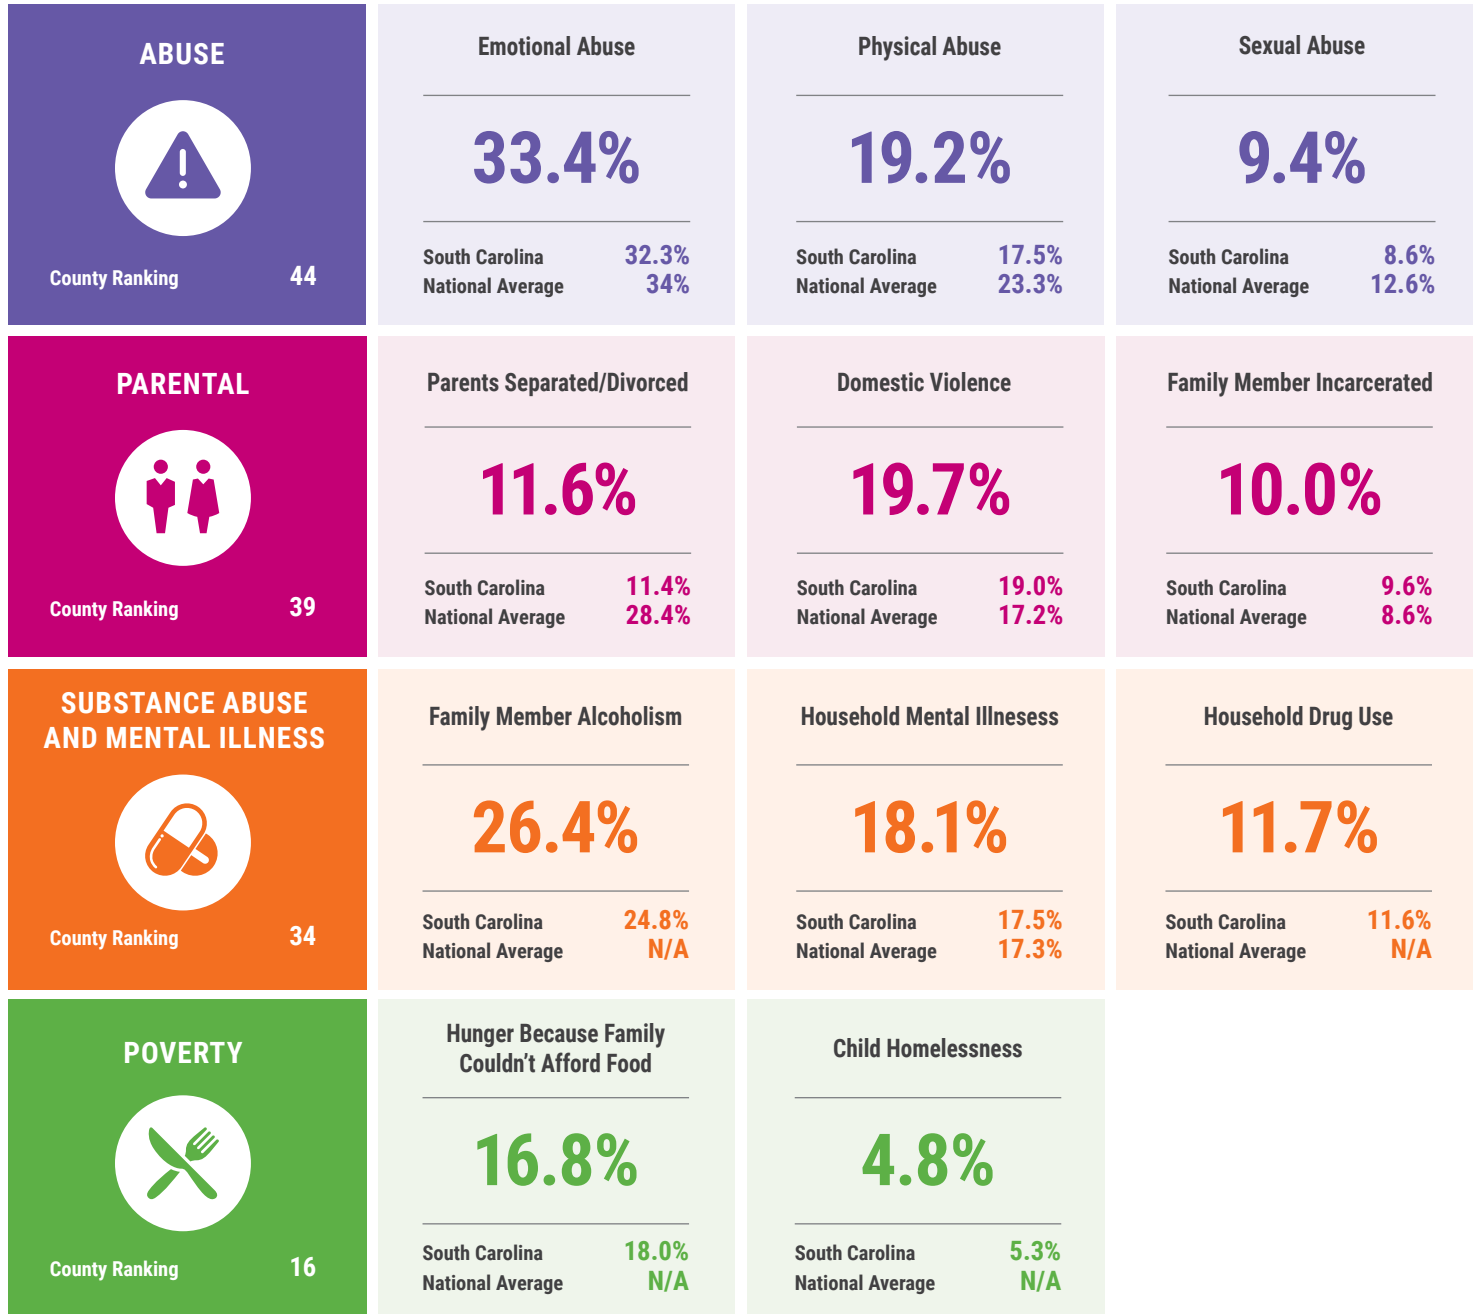 ABUSE
County Ranking 44
Emotional Abuse
33.4%
South Carolina 32.3%
National Average 34%
Physical Abuse
19.2%
South Carolina 17.5%
National Average 23.3%
Sexual Abuse
9.4%
South Carolina 8.6%
National Average 12.6%
PARENTAL
County Ranking 39
Parents Separated/Divorced
11.6%
South Carolina 11.4%
National Average 28.4%
Domestic Violence
19.7%
South Carolina 19.0%
National Average 17.2%
Family Member Incarcerated
10.0%
South Carolina 9.6%
National Average 8.6%
SUBSTANCE ABUSE
AND MENTAL ILLNESS
County Ranking 34
Family Member Alcoholism
26.4%
South Carolina 24.8%
National Average N/A
Household Mental Illnesess
18.1%
South Carolina 17.5%
National Average 17.3%
Household Drug Use
11.7%
South Carolina 11.6%
National Average N/A
POVERTY
County Ranking 16
Hunger Because Family
Couldn’t Afford Food
16.8%
South Carolina 18.0%
National Average N/A
Child Homelessness
4.8%
South Carolina 5.3%
National Average N/A